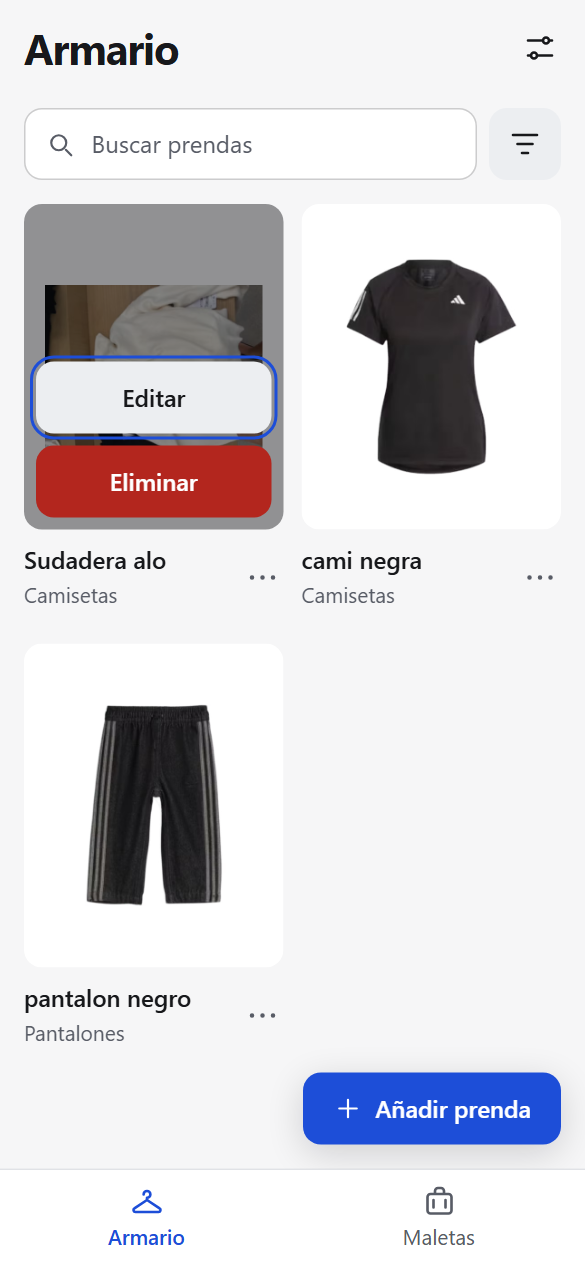 Armario
Buscar prendas
Editar
Eliminar
Sudadera alo
Camisetas
cami negra
Camisetas
pantalon negro
Pantalones
Añadir prenda
Armario
Maletas